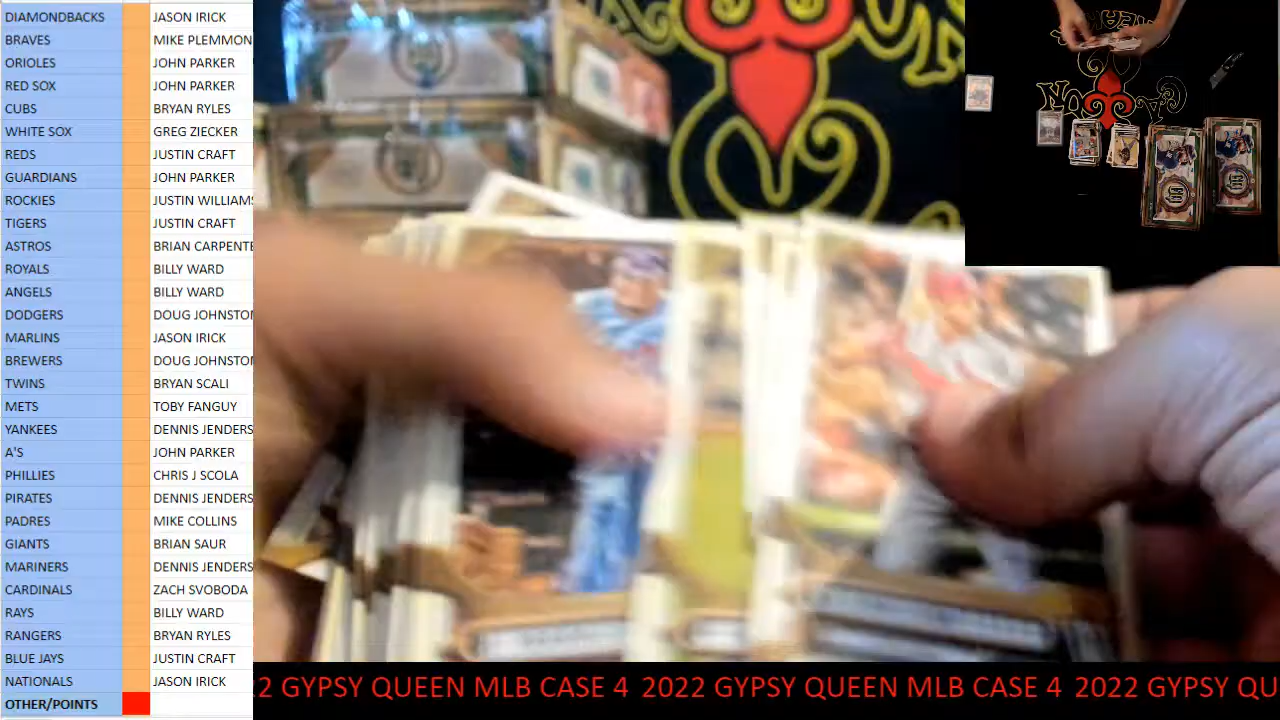 DIAMONDBACKS JASON IRICK
BRAVES MIKE PLEMMON
ORIOLES JOHN PARKER
RED SOX JOHN PARKER
CUBS BRYAN RYLES
WHITE SOX GREG ZIECKER
REDS JUSTIN CRAFT
GUARDIANS JOHN PARKER
ROCKIES JUSTIN WILLIAMS
TIGERS JUSTIN CRAFT
ASTROS BRIAN CARPENTE
ROYALS BILLY WARD
ANGELS BILLY WARD
DODGERS DOUG JOHNSTO
MARLINS JASON IRICK
BREWERS DOUG JOHNSTO
TWINS BRYAN SCALI
METS TOBY FANGUY
YANKEES DENNIS JENDERS
A'S JOHN PARKER
PHILLIES CHRIS J SCOLA
PIRATES DENNIS JENDERS
PADRES MIKE COLLINS
GIANTS BRIAN SAUR
MARINERS DENNIS JENDERS
CARDINALS ZACH SVOBODA
RAYS BILLY WARD
RANGERS BRYAN RYLES
BLUE JAYS JUSTIN CRAFT
NATIONALS JASON IRICK
OTHER/POINTS
2 GYPSY QUEEN MLB CASE 4 2022 GYPSY QUEEN MLB CASE 4 2022 GYPSY QU